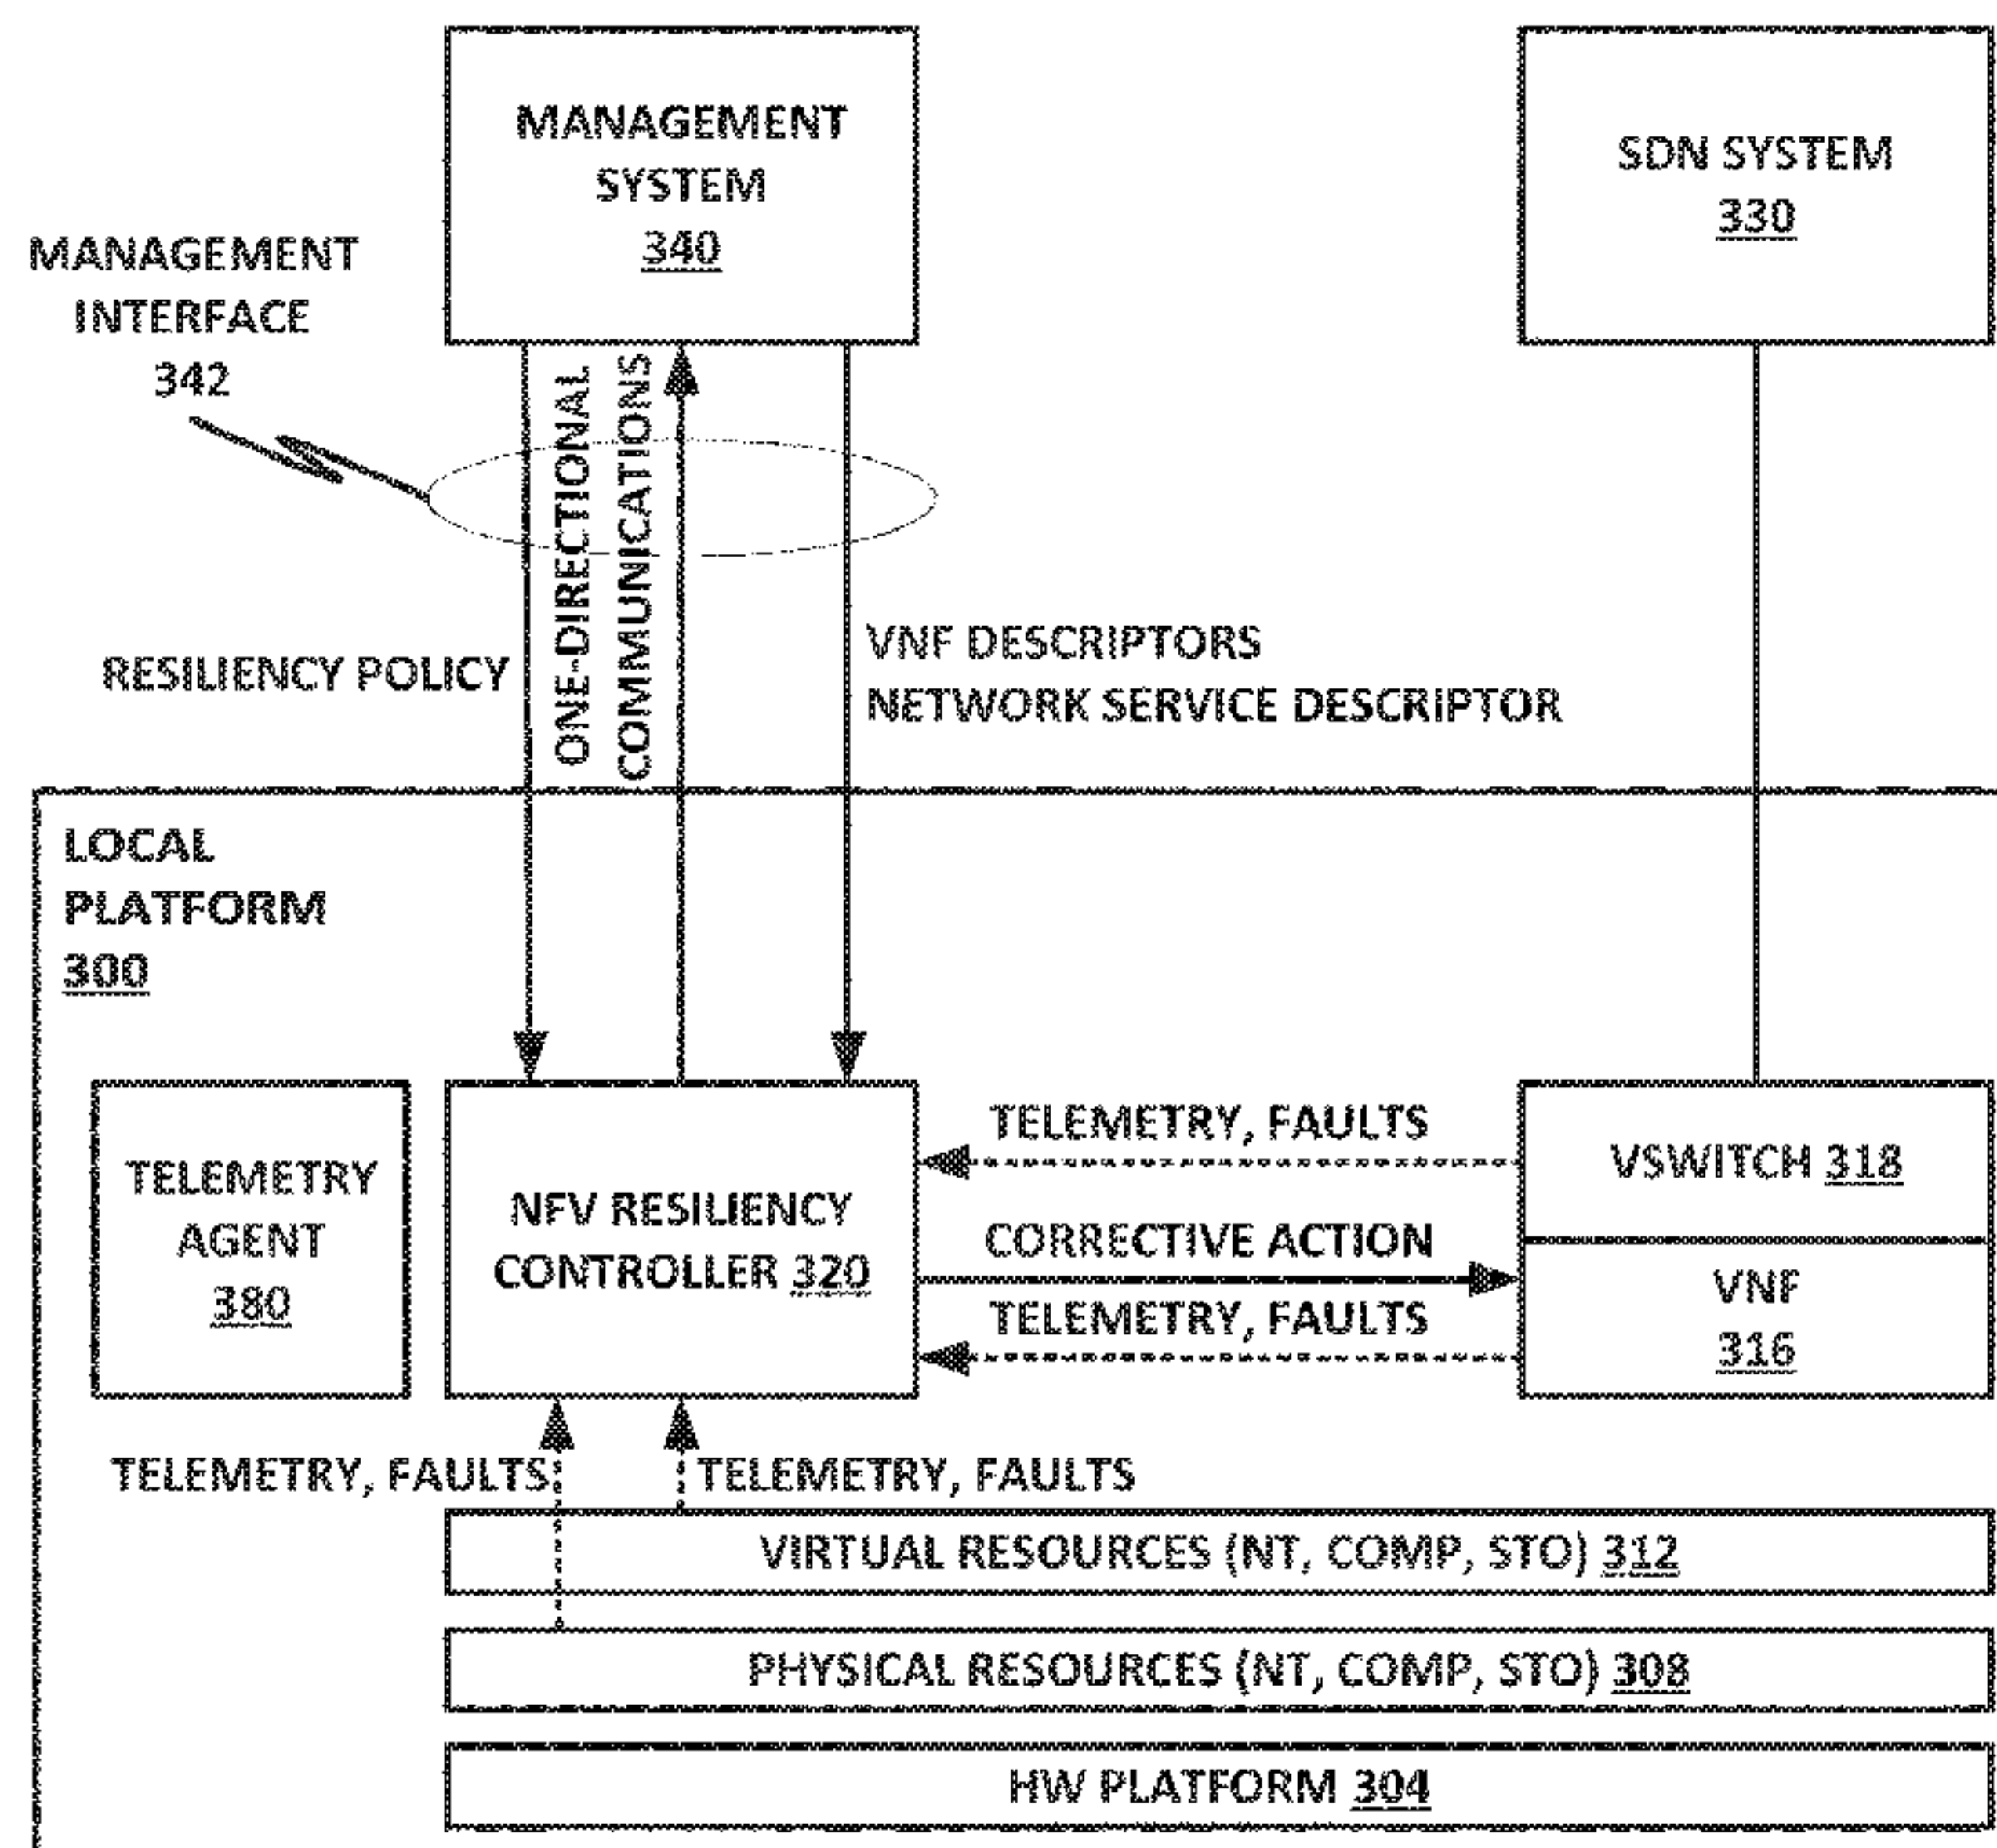 MANAGEMENT
SYSTEM
340
SDN SYSTEM
330
MANAGEMENT
INTERFACE
342
ONE-DIRECTIONAL
COMMUNICATIONS
RESILIENCY POLICY
VNF DESCRIPTORS
NETWORK SERVICE DESCRIPTOR
LOCAL
PLATFORM
300
TELEMETRY
AGENT
380
NFV RESILIENCY
CONTROLLER 320
TELEMETRY, FAULTS
CORRECTIVE ACTION
TELEMETRY, FAULTS
VSWITCH 318
VNF
316
TELEMETRY, FAULTS
TELEMETRY, FAULTS
VIRTUAL RESOURCES (NT, COMP, STO) 312
PHYSICAL RESOURCES (NT, COMP, STO) 308
HW PLATFORM 304